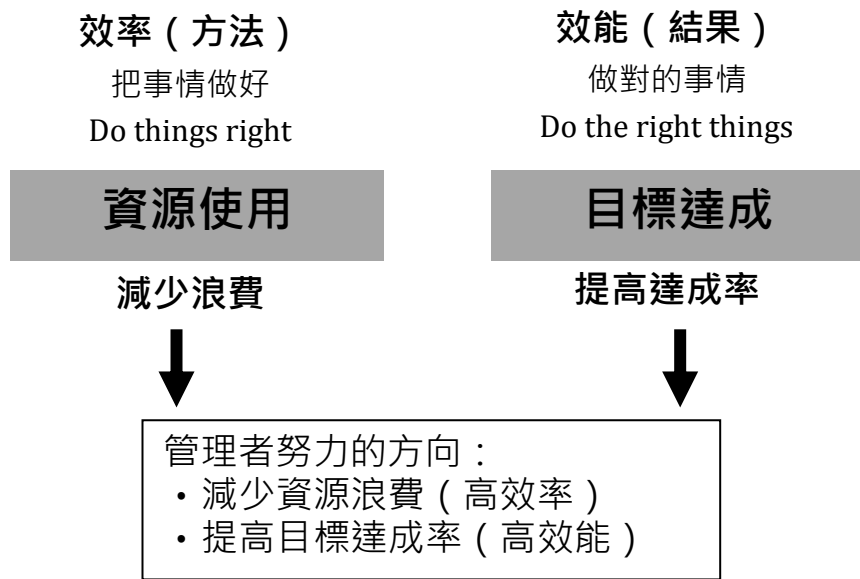 效率（方法）
把事情做好
Do things right
資源使用
減少浪費
效能（結果）
做對的事情
Do the right things
目標達成
提高達成率
管理者努力的方向：
・減少資源浪費（高效率）
・提高目標達成率（高效能）